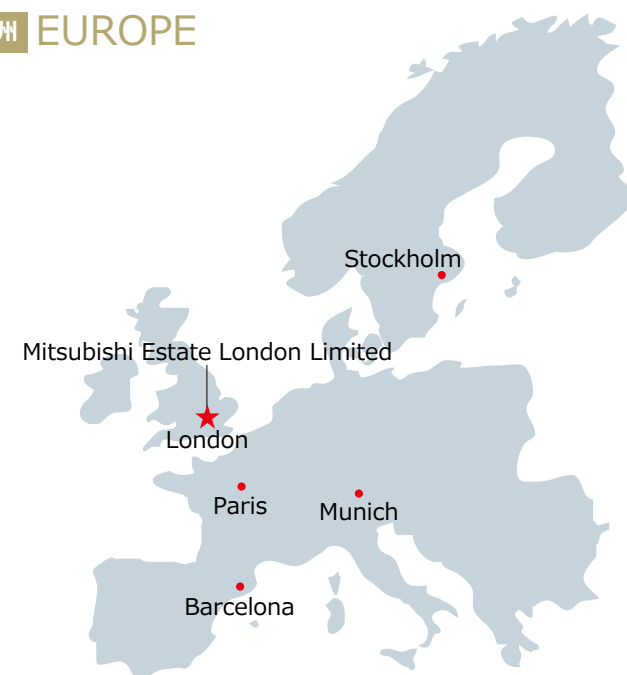 EUROPE
Stockholm
Mitsubishi Estate London Limited
London
Paris
Munich
Barcelona